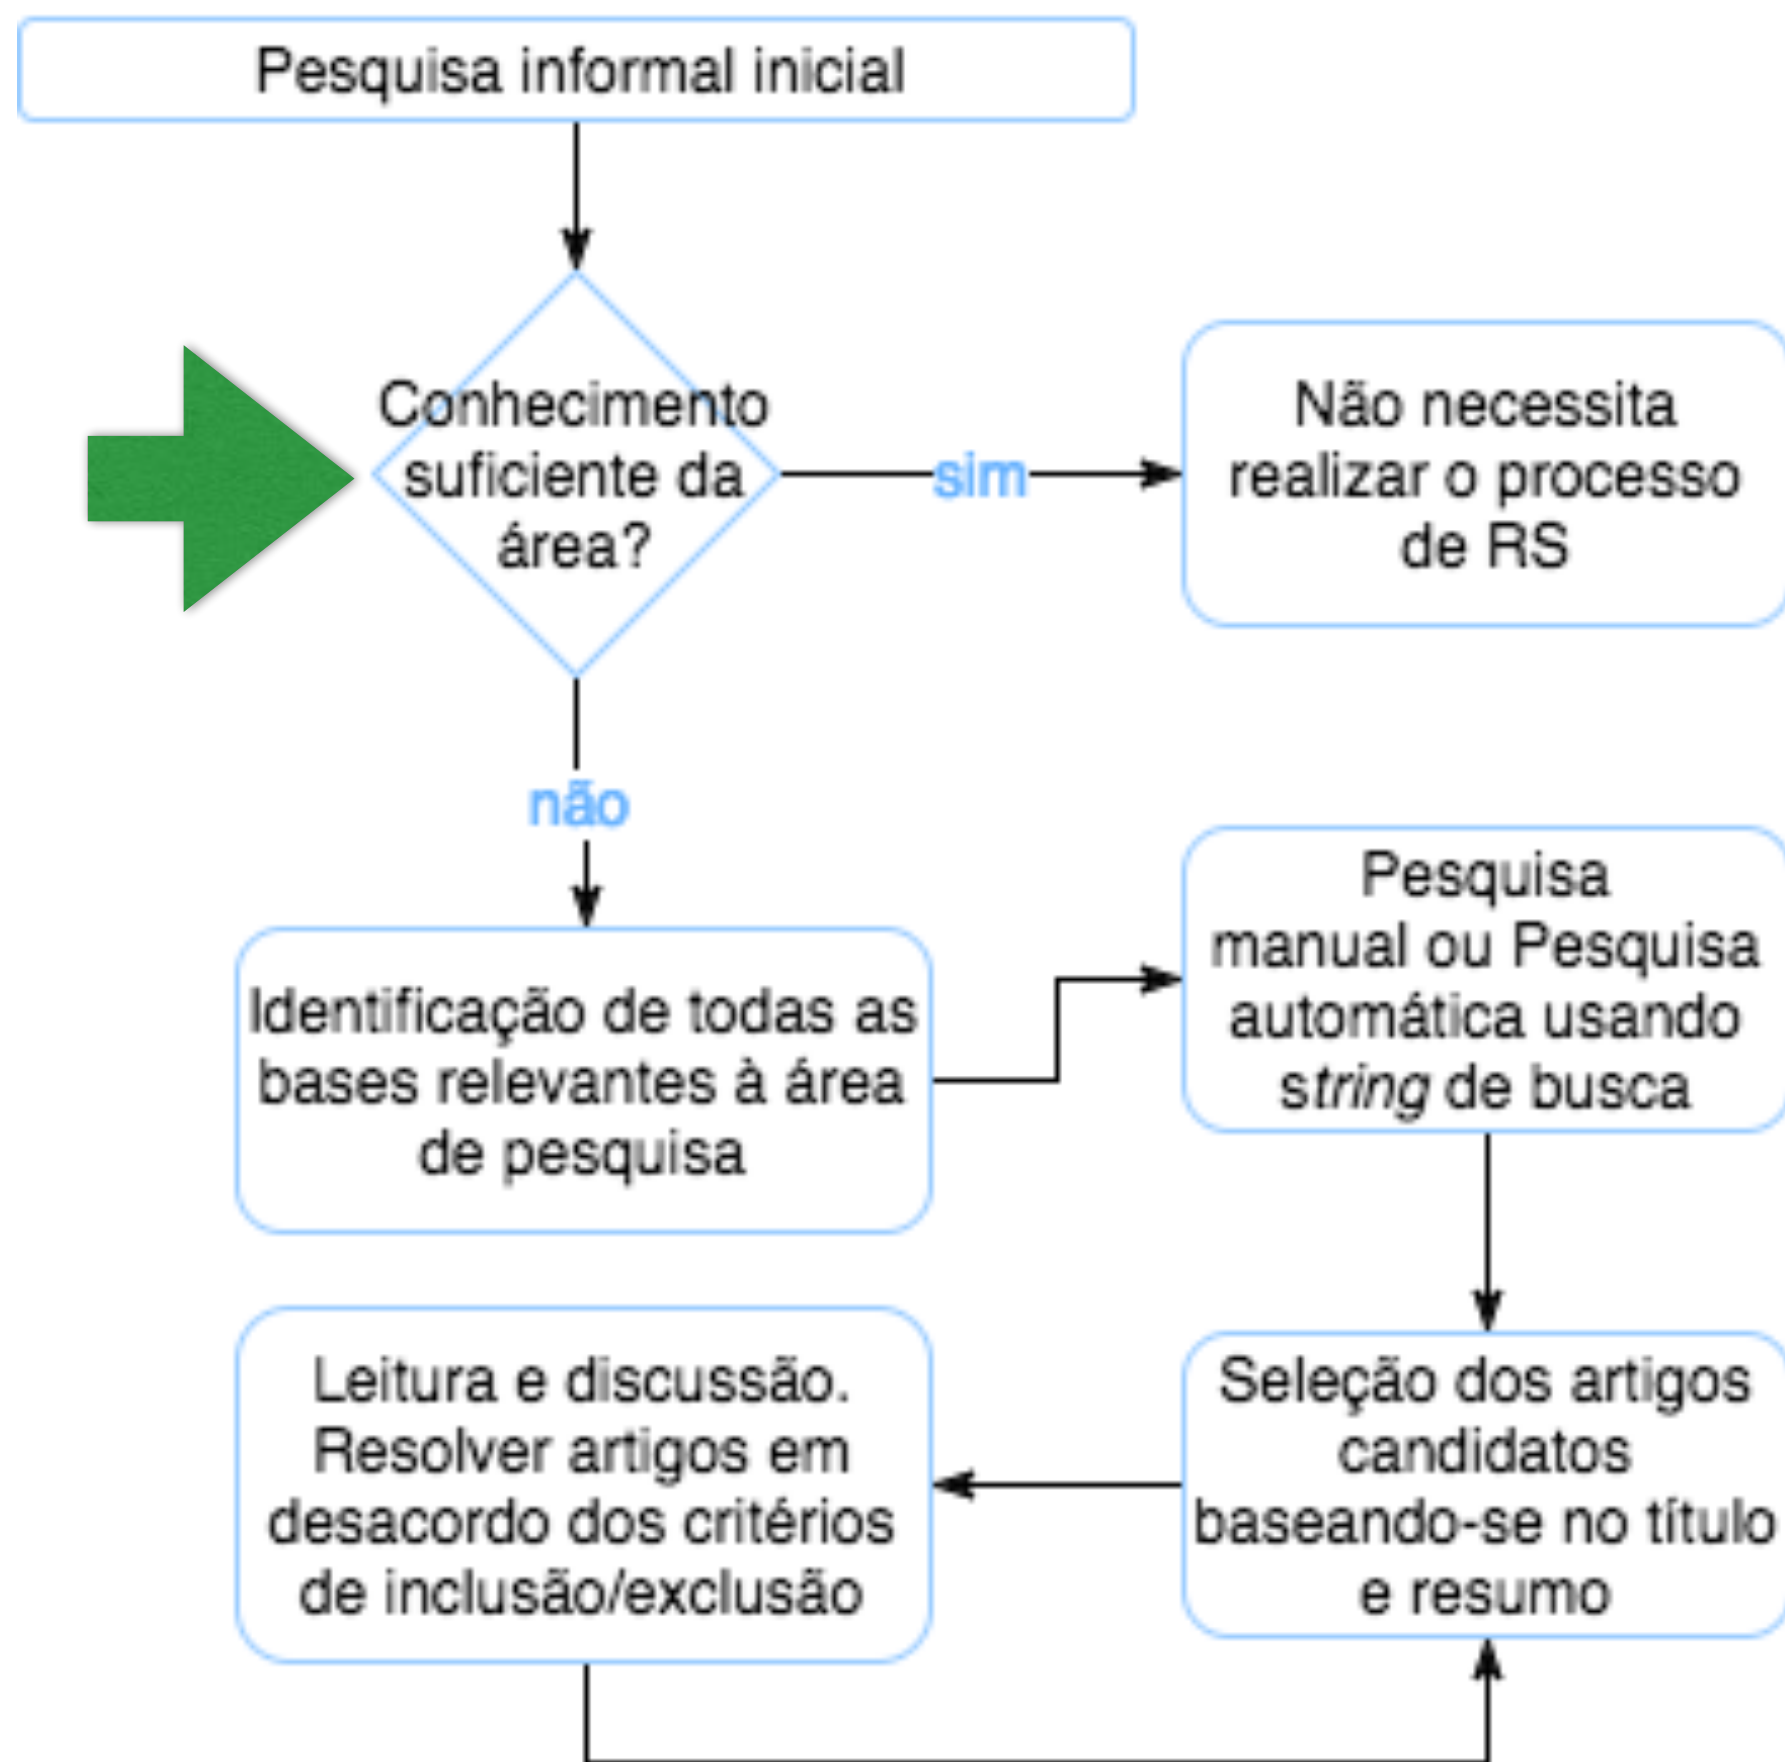 Pesquisa informal inicial
Conhecimento
suficiente da
área?
sim
Não necessita
realizar o processo
de RS
não
Identificação de todas as
bases relevantes à área
de pesquisa
Pesquisa
manual ou Pesquisa
automática usando
string de busca
Seleção dos artigos
candidatos
baseando-se no título
e resumo
Leitura e discussão.
Resolver artigos em
desacordo dos critérios
de inclusão/exclusão